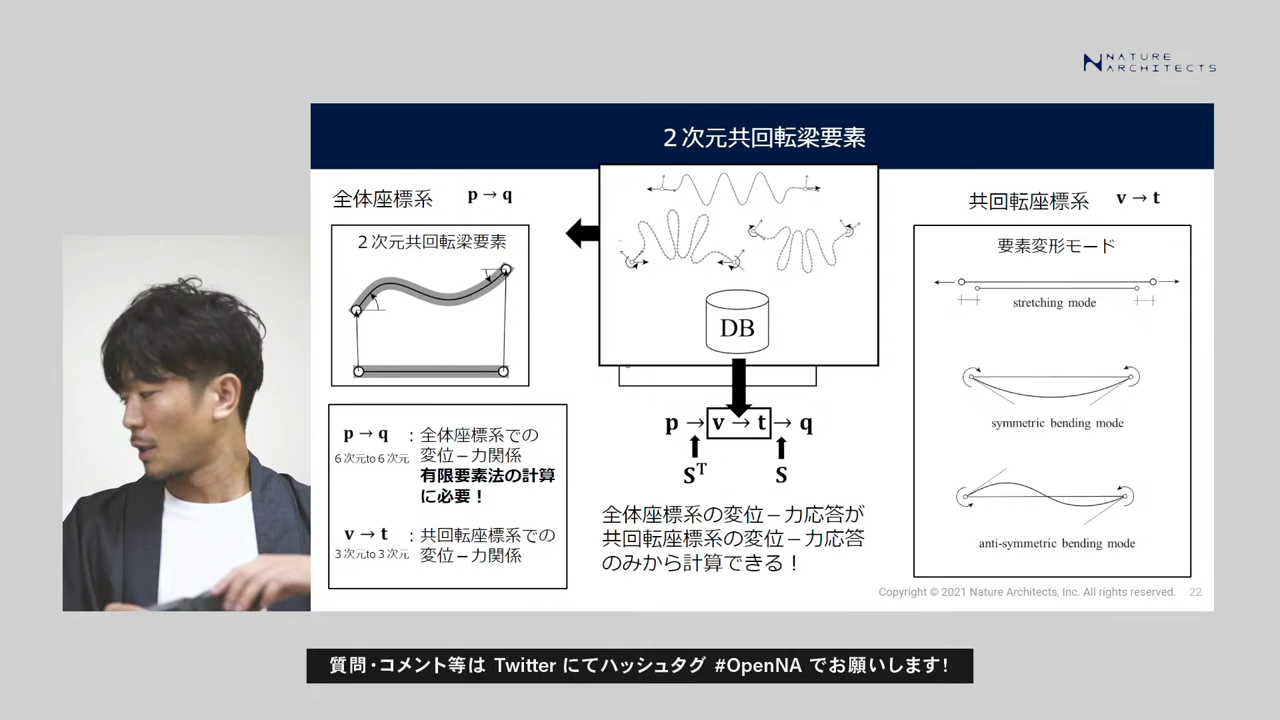 NATURE
ARCHITECTS
2次元共回転梁要素
全体座標系 p → q
2次元共回転梁要素
p → q : 全体座標系での
6次元to6次元 変位–力関係
有限要素法の計算
に必要!
v → t : 共回転座標系での
3次元to3次元 変位–力関係
DB
p → v → t → q
Sᵀ S
全体座標系の変位–力応答が
共回転座標系の変位–力応答
のみから計算できる!
共回転座標系 v → t
要素変形モード
stretching mode
symmetric bending mode
anti-symmetric bending mode
Copyright © 2021 Nature Architects, Inc. All rights reserved. 22
質問・コメント等は Twitter にてハッシュタグ #OpenNA でお願いします!